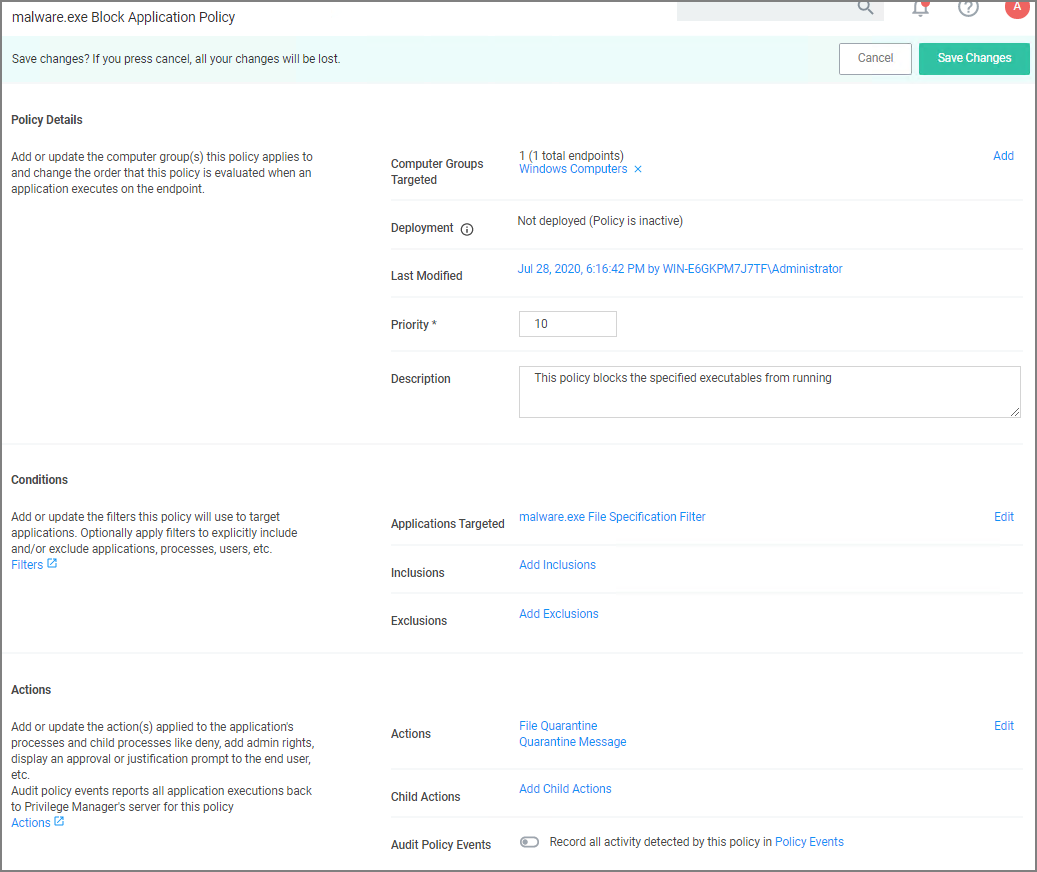 malware.exe Block Application Policy
A
Save changes? If you press cancel, all your changes will be lost.
Cancel
Save Changes
Policy Details
Add or update the computer group(s) this policy applies to
and change the order that this policy is evaluated when an
application executes on the endpoint.
Computer Groups
Targeted
1 (1 total endpoints)
Windows Computers ×
Add
Deployment
Not deployed (Policy is inactive)
Last Modified
Jul 28, 2020, 6:16:42 PM by WIN-E6GKPM7J7TF\Administrator
Priority *
10
Description
This policy blocks the specified executables from running
Conditions
Add or update the filters this policy will use to target
applications. Optionally apply filters to explicitly include
and/or exclude applications, processes, users, etc.
Filters
Applications Targeted
malware.exe File Specification Filter
Edit
Inclusions
Add Inclusions
Exclusions
Add Exclusions
Actions
Add or update the action(s) applied to the application's
processes and child processes like deny, add admin rights,
display an approval or justification prompt to the end user,
etc.
Audit policy events reports all application executions back
to Privilege Manager's server for this policy
Actions
Actions
File Quarantine
Quarantine Message
Edit
Child Actions
Add Child Actions
Audit Policy Events
Record all activity detected by this policy in Policy Events